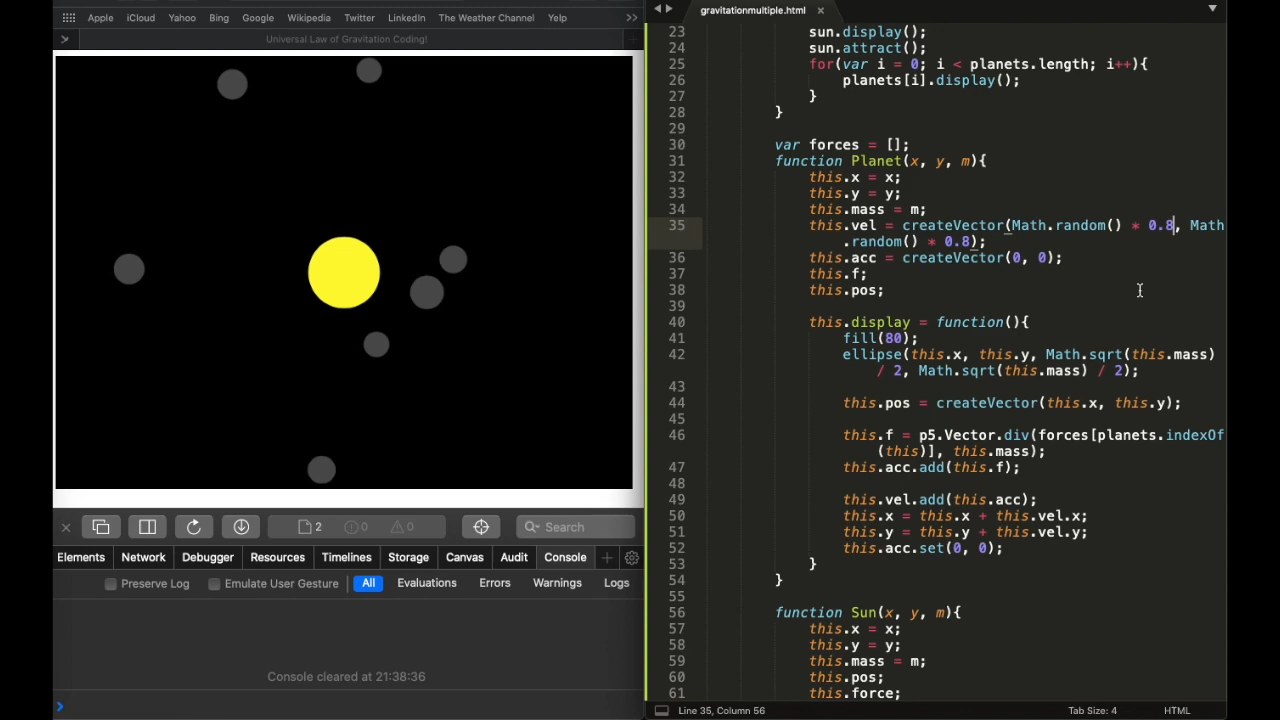 Apple iCloud Yahoo Bing Google Wikipedia Twitter LinkedIn The Weather Channel Yelp >>
Universal Law of Gravitation Coding!
2 0 0 Search
Elements Network Debugger Resources Timelines Storage Canvas Audit Console +
Preserve Log Emulate User Gesture All Evaluations Errors Warnings Logs
Console cleared at 21:38:36
>
gravitationmultiple.html ×
23 sun.display();
24 sun.attract();
25 for(var i = 0; i < planets.length; i++){
26 planets[i].display();
27 }
28 }
29
30 var forces = [];
31 function Planet(x, y, m){
32 this.x = x;
33 this.y = y;
34 this.mass = m;
35 this.vel = createVector(Math.random() * 0.8, Math
.random() * 0.8);
36 this.acc = createVector(0, 0);
37 this.f;
38 this.pos;
39
40 this.display = function(){
41 fill(80);
42 ellipse(this.x, this.y, Math.sqrt(this.mass)
/ 2, Math.sqrt(this.mass) / 2);
43
44 this.pos = createVector(this.x, this.y);
45
46 this.f = p5.Vector.div(forces[planets.indexOf
(this)], this.mass);
47 this.acc.add(this.f);
48
49 this.vel.add(this.acc);
50 this.x = this.x + this.vel.x;
51 this.y = this.y + this.vel.y;
52 this.acc.set(0, 0);
53 }
54 }
55
56 function Sun(x, y, m){
57 this.x = x;
58 this.y = y;
59 this.mass = m;
60 this.pos;
61 this.force;
Line 35, Column 56 Tab Size: 4 HTML